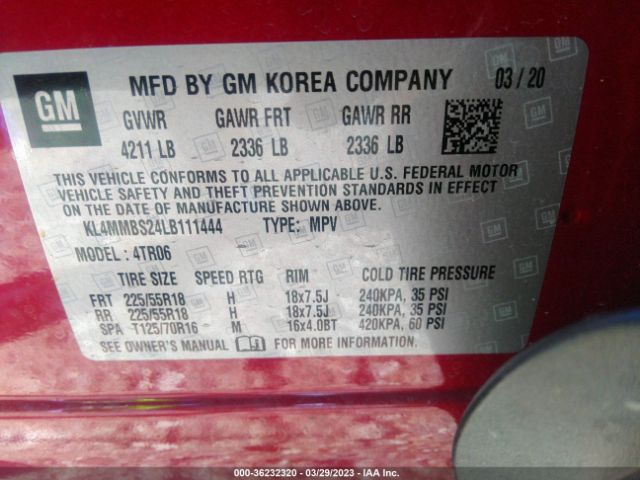 GM MFD BY GM KOREA COMPANY 03 / 20
GVWR GAWR FRT GAWR RR
4211 LB 2336 LB 2336 LB
THIS VEHICLE CONFORMS TO ALL APPLICABLE U.S. FEDERAL MOTOR
VEHICLE SAFETY AND THEFT PREVENTION STANDARDS IN EFFECT
ON THE DATE OF MANUFACTURE SHOWN ABOVE.
KL4MMBS24LB111444 TYPE: MPV
MODEL : 4TR06
TIRE SIZE SPEED RTG RIM COLD TIRE PRESSURE
FRT 225/55R18 H 18x7.5J 240KPA, 35 PSI
RR 225/55R18 H 18x7.5J 240KPA, 35 PSI
SPA T125/70R16 M 16x4.0BT 420KPA, 60 PSI
SEE OWNER'S MANUAL FOR MORE INFORMATION.
000-36232320 / 03/29/2023 - IAA Inc.